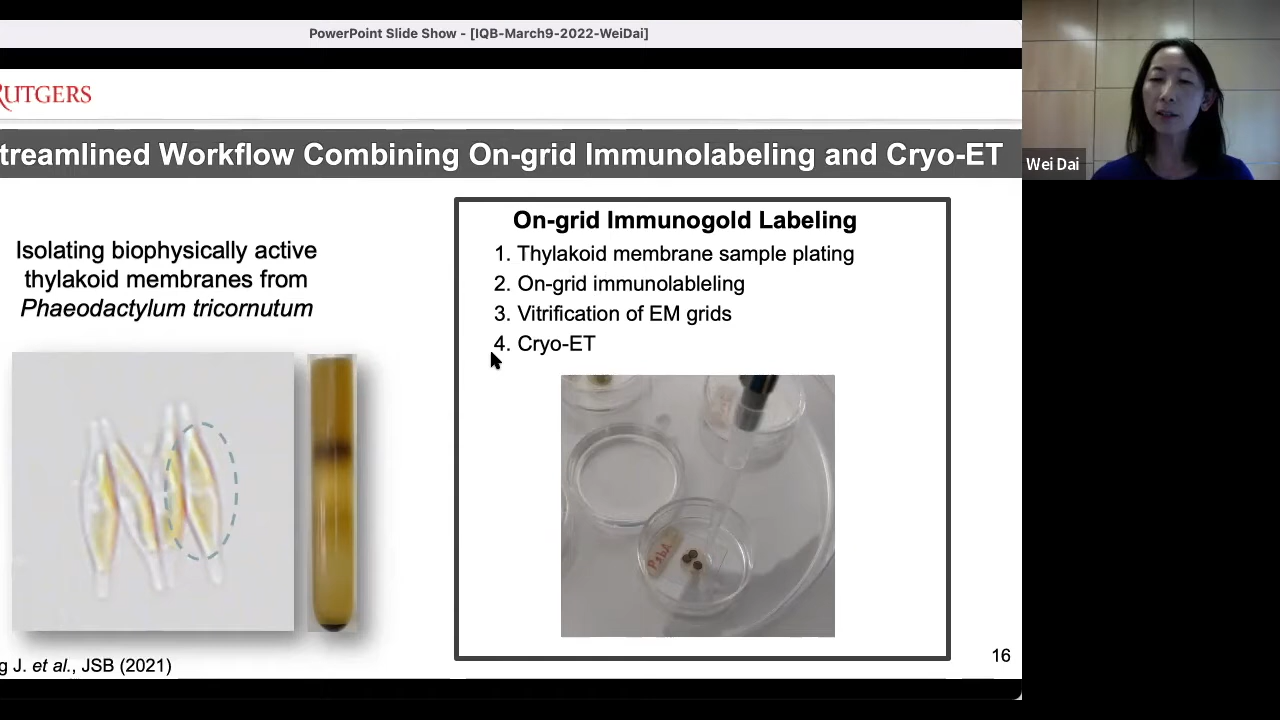 PowerPoint Slide Show - [IQB-March9-2022-WeiDai]
RUTGERS
treamlined Workflow Combining On-grid Immunolabeling and Cryo-ET
Wei Dai
Isolating biophysically active
thylakoid membranes from
Phaeodactylum tricornutum
On-grid Immunogold Labeling
1. Thylakoid membrane sample plating
2. On-grid immunolableling
3. Vitrification of EM grids
4. Cryo-ET
PsbA
g J. et al., JSB (2021)
16